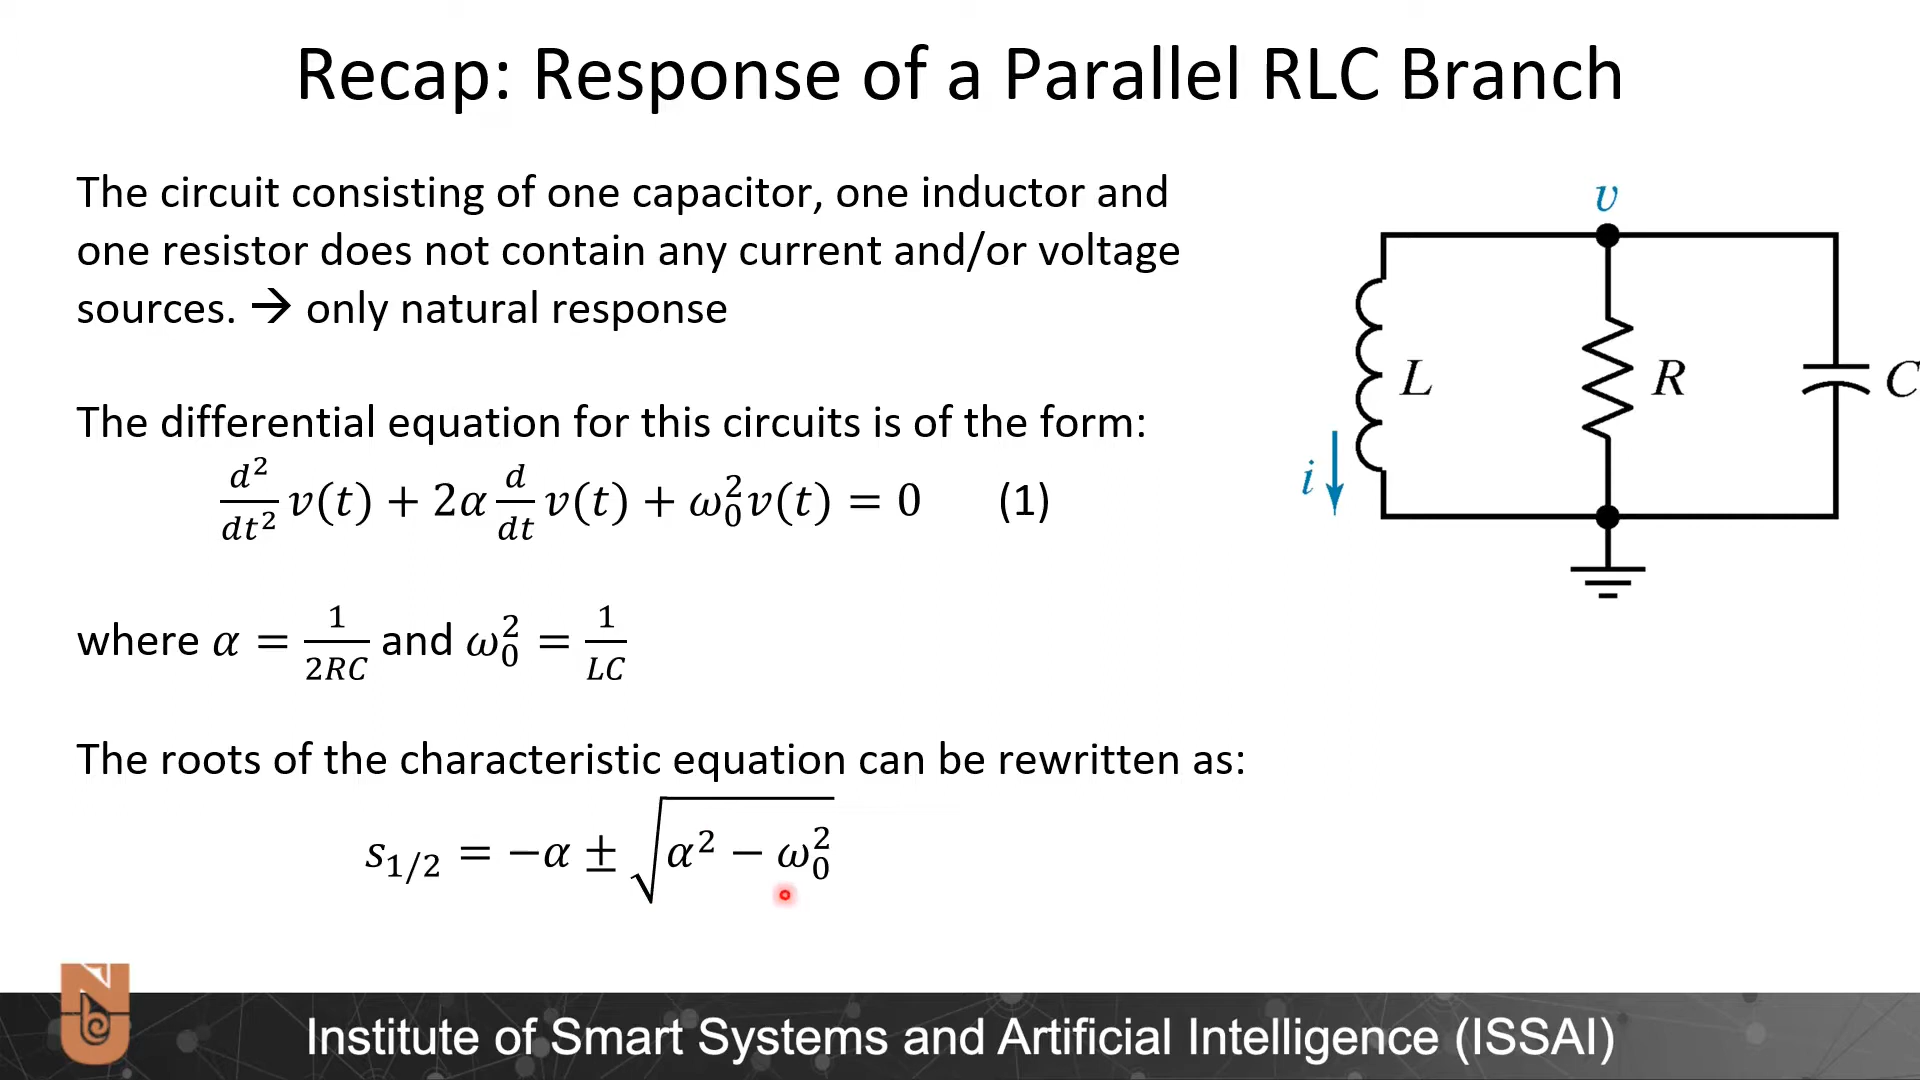 Recap: Response of a Parallel RLC Branch
The circuit consisting of one capacitor, one inductor and
one resistor does not contain any current and/or voltage
sources. → only natural response
The differential equation for this circuits is of the form:
d²/dt² v(t) + 2α d/dt v(t) + ω₀² v(t) = 0 (1)
where α = 1/2RC and ω₀² = 1/LC
The roots of the characteristic equation can be rewritten as:
s₁/₂ = −α ± √(α² − ω₀²)
v
L
R
C
i
Institute of Smart Systems and Artificial Intelligence (ISSAI)